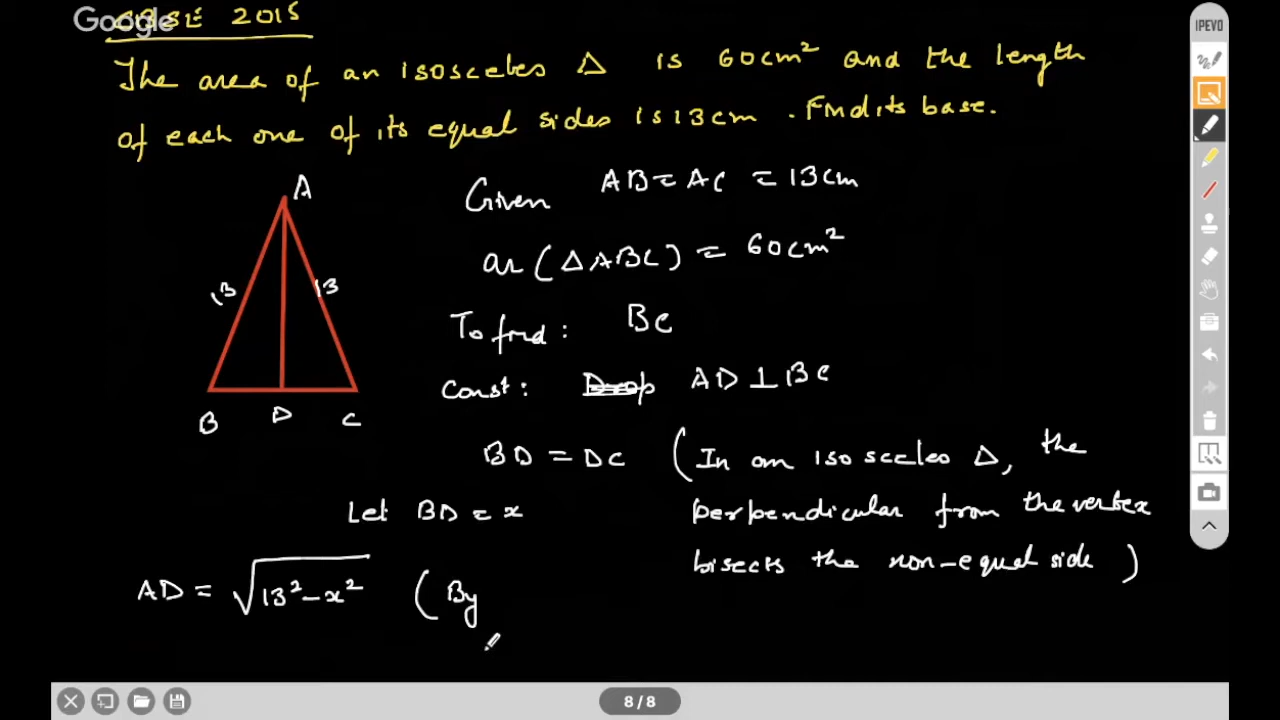 Google
CBSE 2015
IPEVO
The area of an isosceles Δ is 60cm² and the length
of each one of its equal sides is 13cm. Find its base.
A
Given AB = AC = 13cm
ar(ΔABC) = 60cm²
13 13
To find: BC
Const: Drop AD ⊥ BC
B D C
BD = DC (In an isosceles Δ, the
Let BD = x perpendicular from the vertex
bisects the non-equal side)
AD = √13² - x² (By
8/8